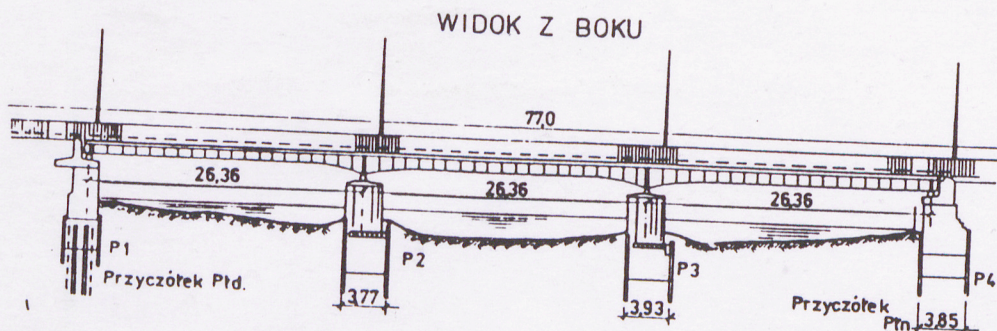 WIDOK Z BOKU
77,0
26,36
26,36
26,36
P1
P2
P3
P4
Przyczółek Płd.
3,77
3,93
Przyczółek
Płn
3,85